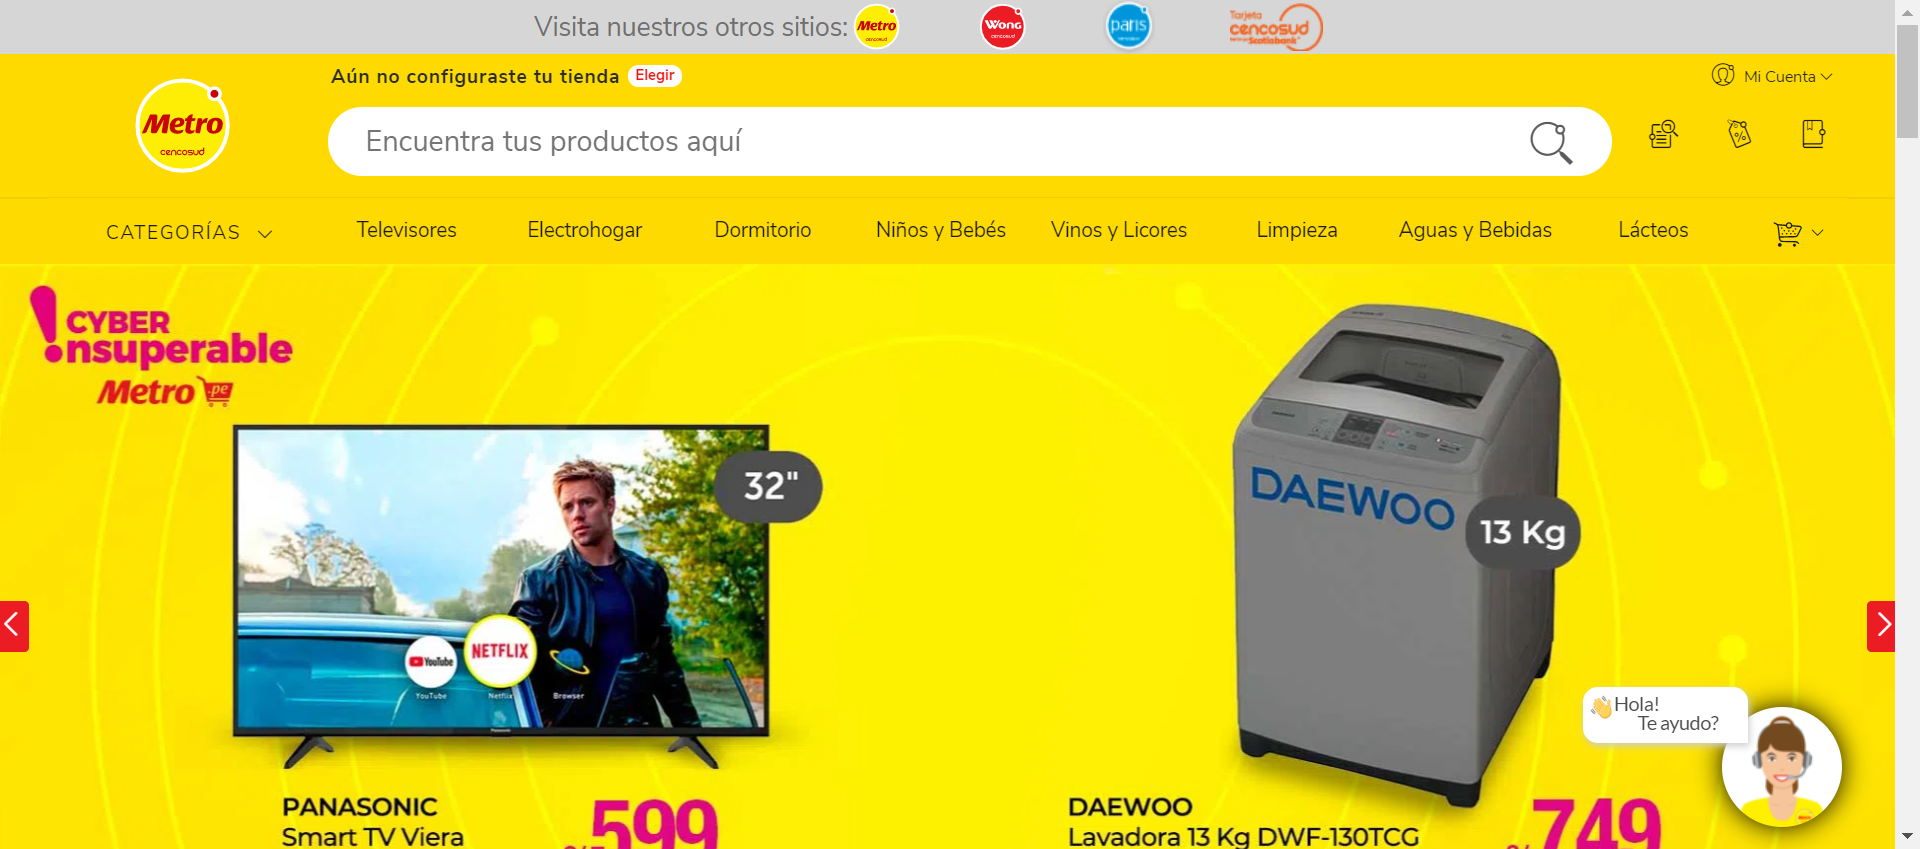 Visita nuestros otros sitios:
Metro
cencosud
Wong
cencosud
paris
Tarjeta
cencosud
Scotiabank
Aún no configuraste tu tienda Elegir
Mi Cuenta
Metro
cencosud
Encuentra tus productos aquí
CATEGORÍAS
Televisores
Electrohogar
Dormitorio
Niños y Bebés
Vinos y Licores
Limpieza
Aguas y Bebidas
Lácteos
CYBER
!nsuperable
Metro .pe
32"
YouTube
NETFLIX
YouTube
Netflix
Browser
Panasonic
DAEWOO
13 Kg
Hola!
Te ayudo?
PANASONIC
Smart TV Viera
599
DAEWOO
Lavadora 13 Kg DWF-130TCG
749